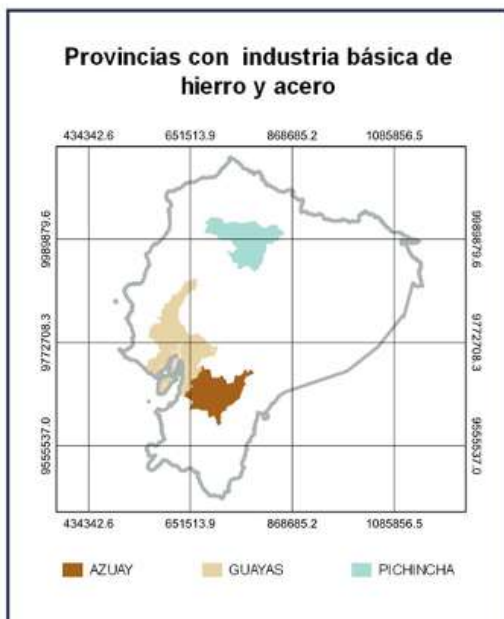 Provincias con industria básica de
hierro y acero
434342.6 651513.9 868685.2 1085856.5
9989879.6 9989879.6
9772708.3 9772708.3
9555537.0 9555537.0
434342.6 651513.9 868685.2 1085856.5
AZUAY GUAYAS PICHINCHA